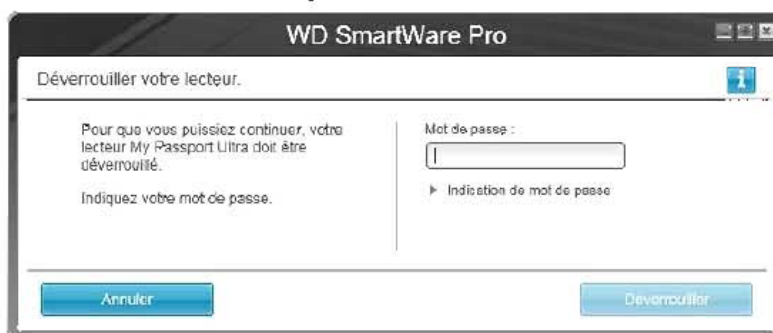 WD SmartWare Pro
Déverrouiller votre lecteur.
Pour que vous puissiez continuer, votre
lecteur My Passport Ultra doit être
déverrouillé.
Indiquez votre mot de passe.
Mot de passe :
Indication de mot de passe
Annuler
Déverrouiller